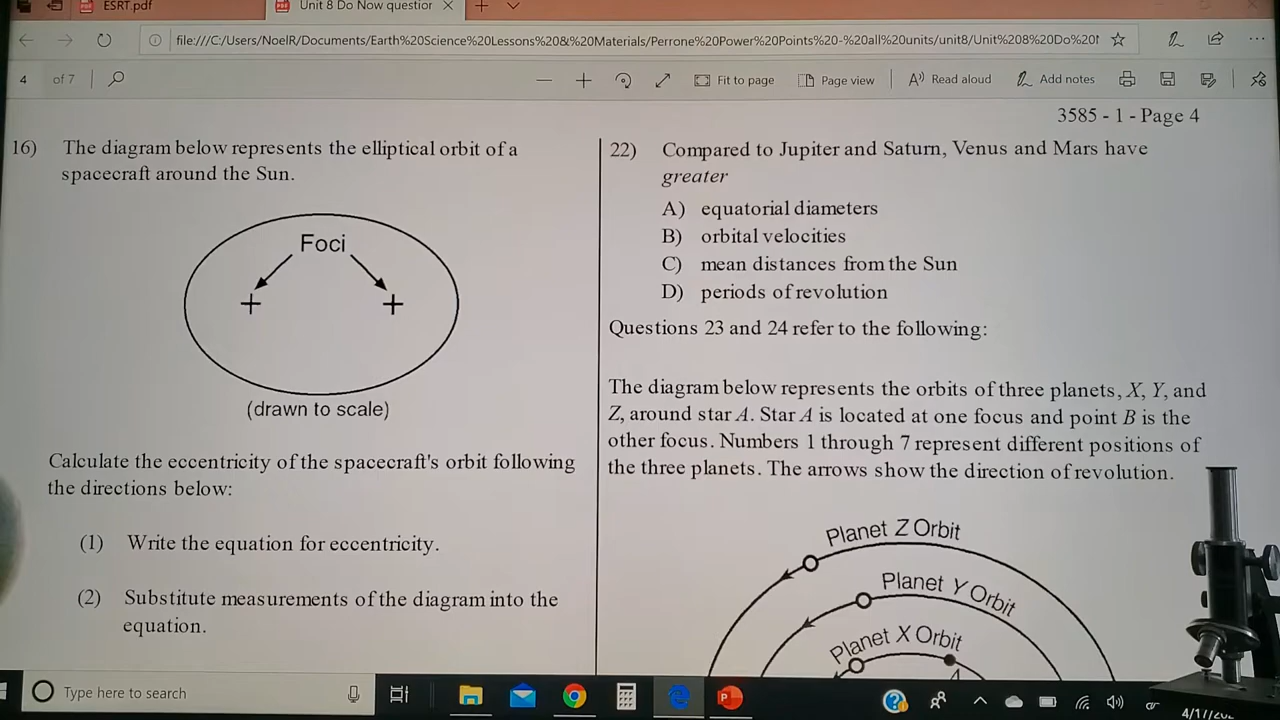 ESRT.pdf
Unit 8 Do Now question
file:///C:/Users/NoelR/Documents/Earth%20Science%20Lessons%20&%20Materials/Perrone%20Power%20Points%20-%20all%20units/unit8/Unit%208%20Do%20
4 of 7
Fit to page
Page view
Read aloud
Add notes
3585 - 1 - Page 4
16) The diagram below represents the elliptical orbit of a
spacecraft around the Sun.
Foci
(drawn to scale)
Calculate the eccentricity of the spacecraft's orbit following
the directions below:
(1) Write the equation for eccentricity.
(2) Substitute measurements of the diagram into the
equation.
22) Compared to Jupiter and Saturn, Venus and Mars have
greater
A) equatorial diameters
B) orbital velocities
C) mean distances from the Sun
D) periods of revolution
Questions 23 and 24 refer to the following:
The diagram below represents the orbits of three planets, X, Y, and
Z, around star A. Star A is located at one focus and point B is the
other focus. Numbers 1 through 7 represent different positions of
the three planets. The arrows show the direction of revolution.
Planet Z Orbit
Planet Y Orbit
Planet X Orbit
Type here to search